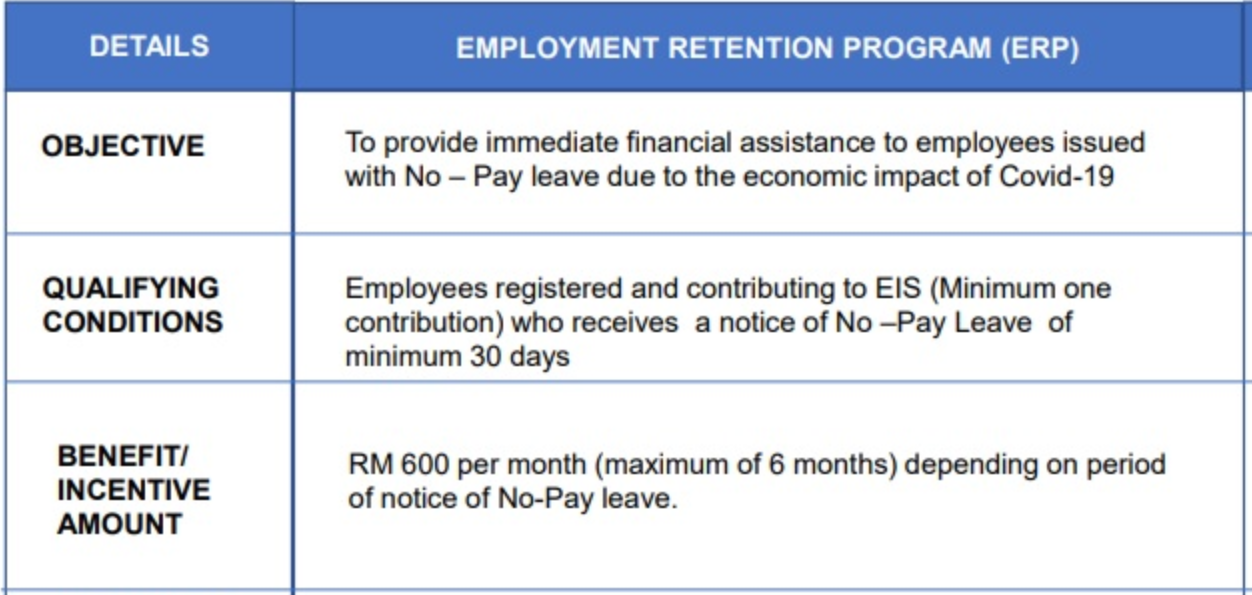 DETAILS
EMPLOYMENT RETENTION PROGRAM (ERP)
OBJECTIVE
To provide immediate financial assistance to employees issued
with No – Pay leave due to the economic impact of Covid-19
QUALIFYING
CONDITIONS
Employees registered and contributing to EIS (Minimum one
contribution) who receives  a notice of No –Pay Leave  of
minimum 30 days
BENEFIT/
INCENTIVE
AMOUNT
RM 600 per month (maximum of 6 months) depending on period
of notice of No-Pay leave.